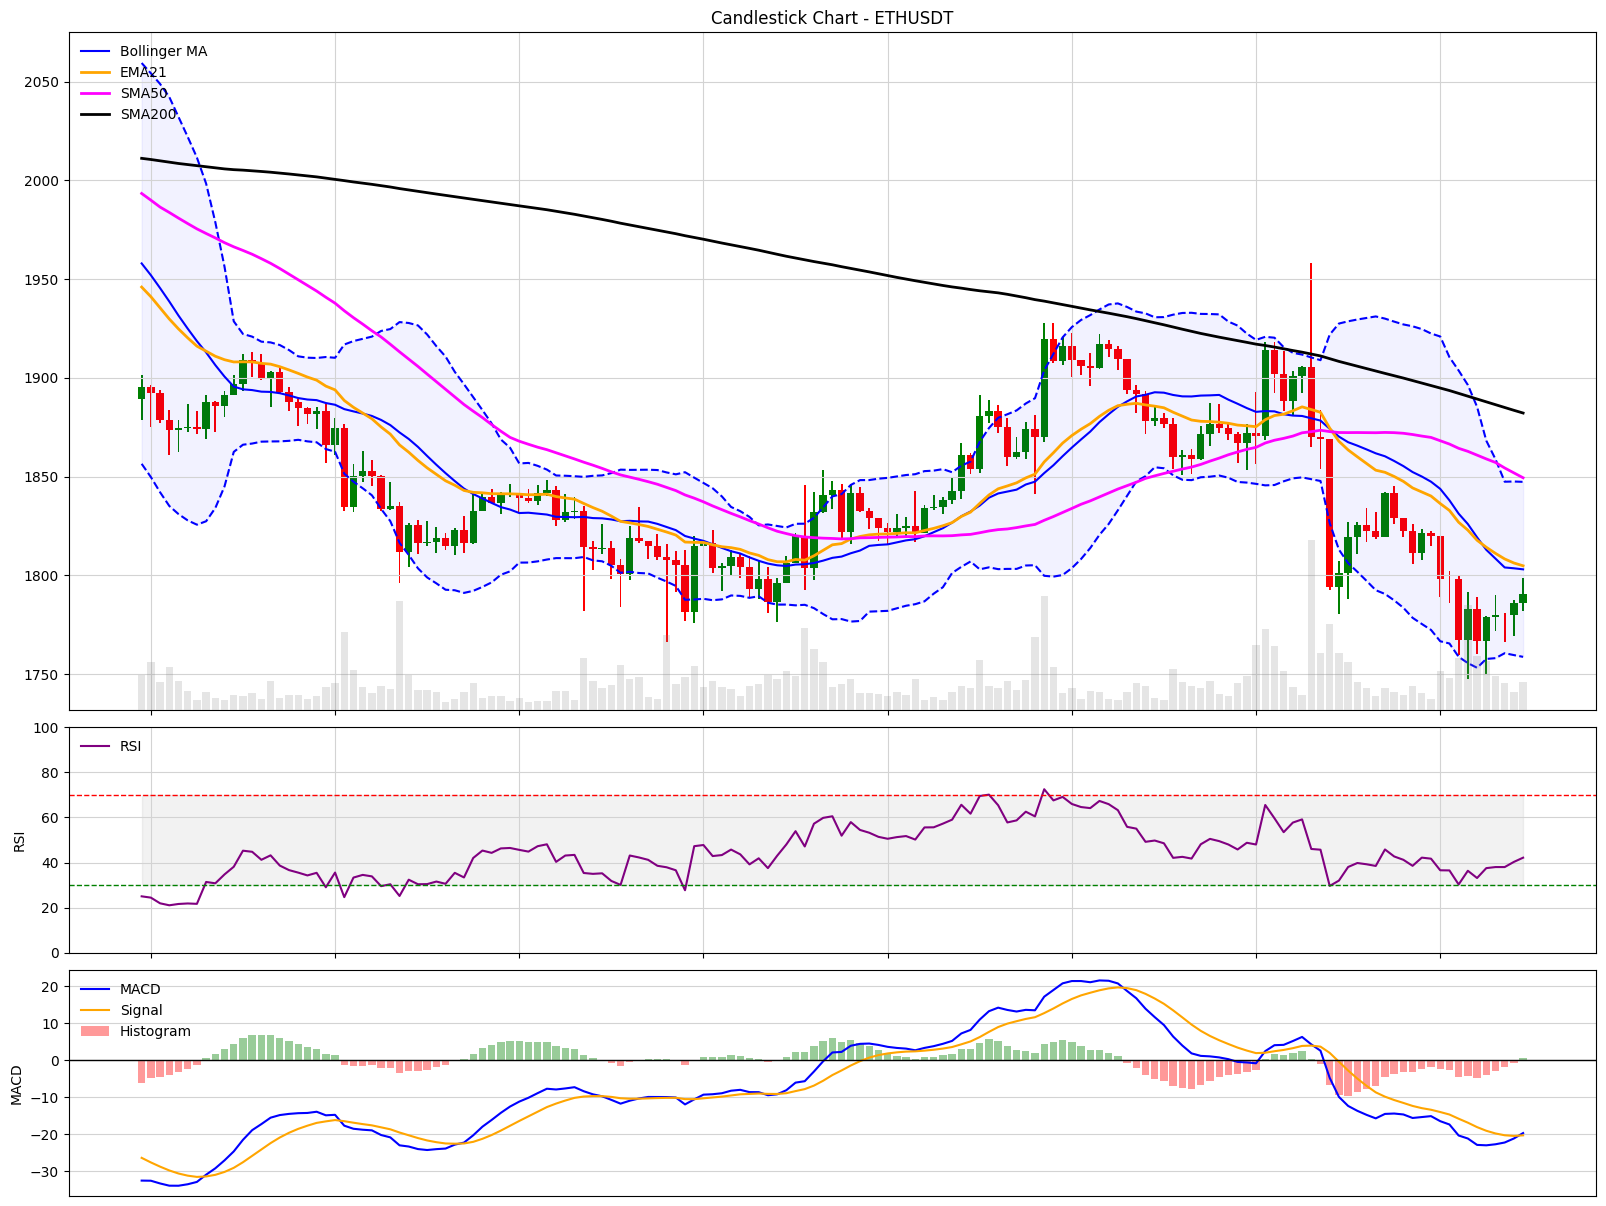 Candlestick Chart - ETHUSDT
Bollinger MA
EMA21
SMA50
SMA200
2050
2000
1950
1900
1850
1800
1750
RSI
100
80
60
40
20
0
RSI
MACD
Signal
Histogram
20
10
0
−10
−20
−30
MACD